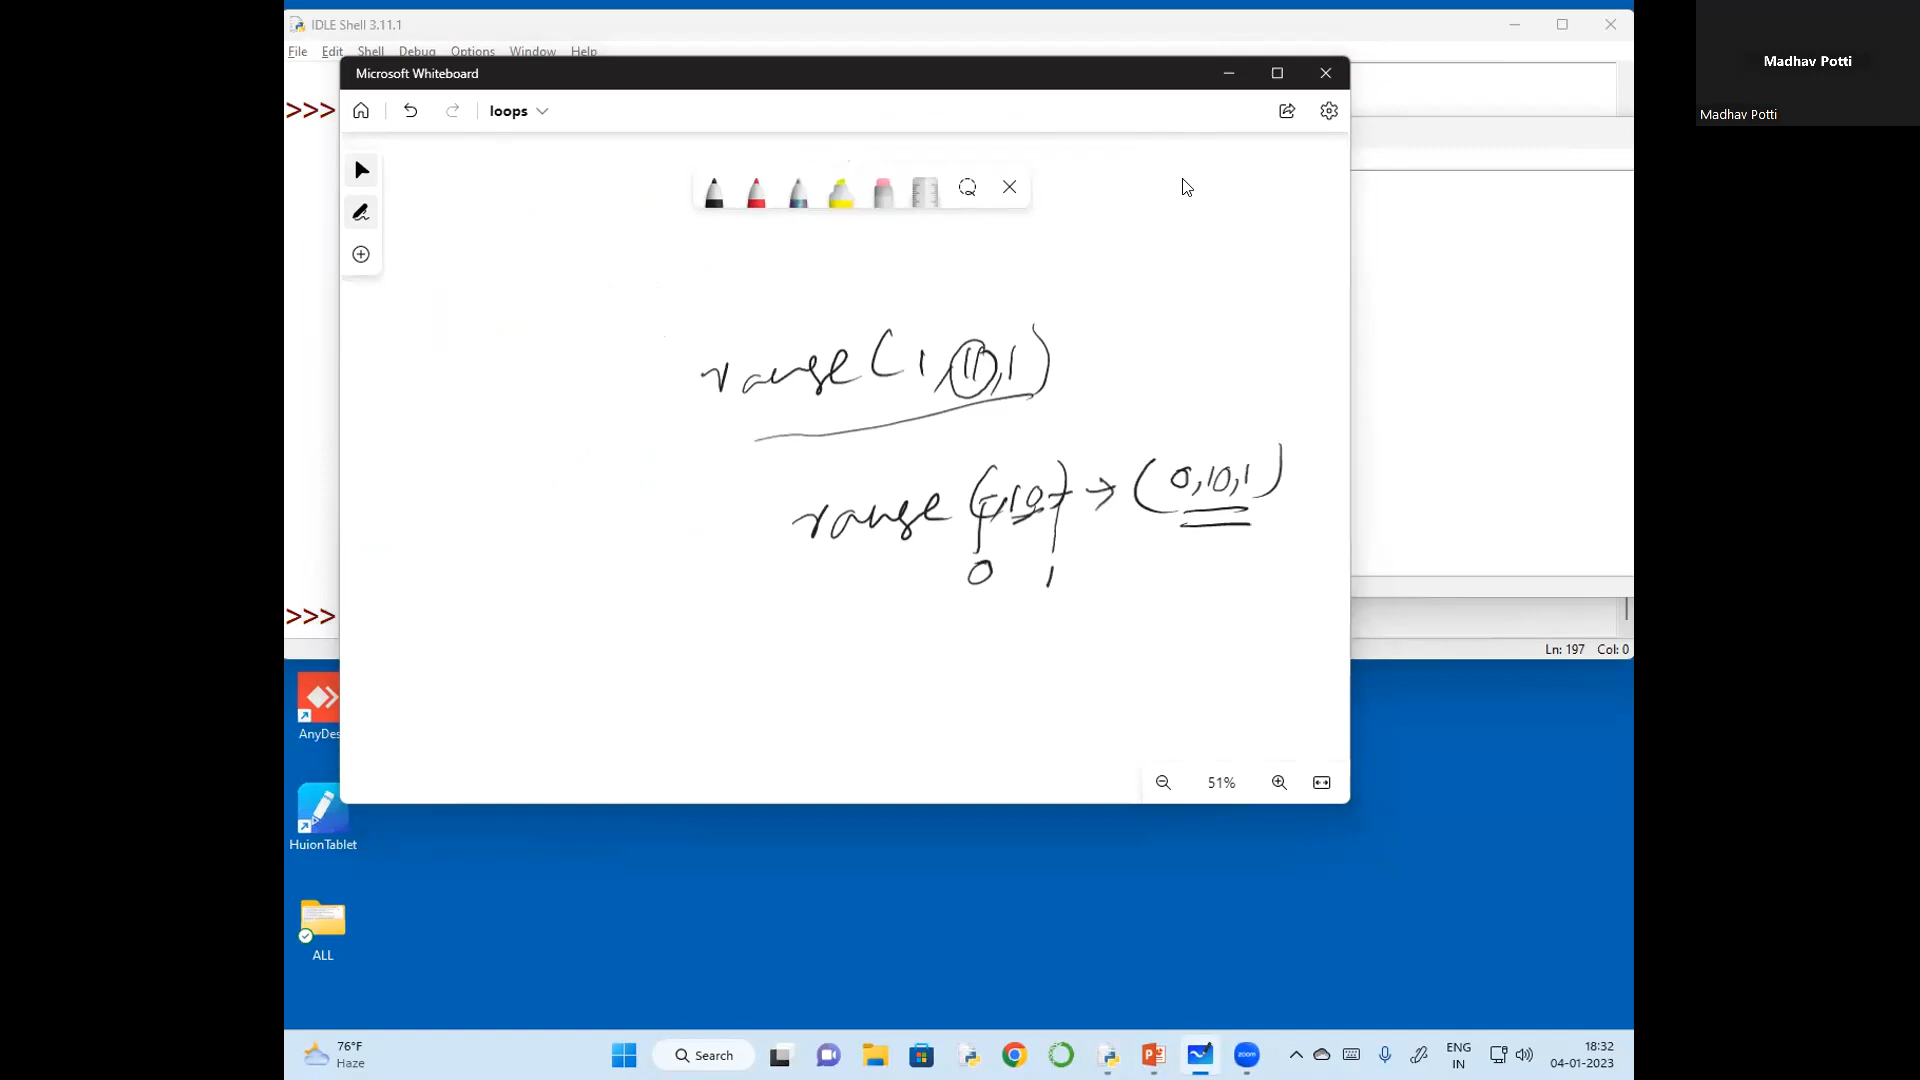 IDLE Shell 3.11.1
File Edit Shell Debug Options Window Help
Madhav Potti
Madhav Potti
Microsoft Whiteboard
>>>
loops
range(1,11,1)
range(-,10-) → (0,10,1)
0 1
>>>
Ln: 197 Col: 0
AnyDes
51%
HuionTablet
ALL
76°F
Haze
Search
zoom
ENG
IN
18:32
04-01-2023